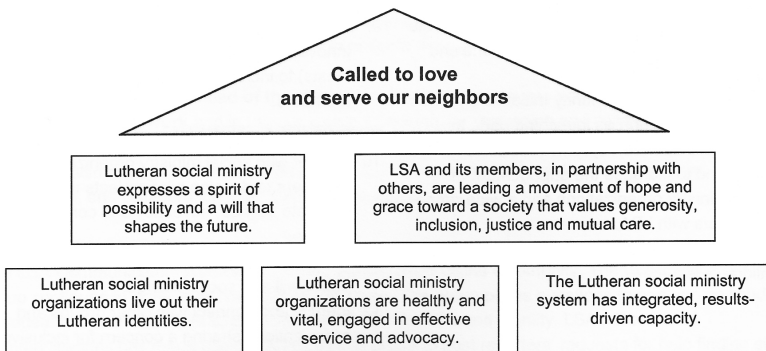 Called to love
and serve our neighbors
Lutheran social ministry
expresses a spirit of
possibility and a will that
shapes the future.
LSA and its members, in partnership with
others, are leading a movement of hope and
grace toward a society that values generosity,
inclusion, justice and mutual care.
Lutheran social ministry
organizations live out their
Lutheran identities.
Lutheran social ministry
organizations are healthy and
vital, engaged in effective
service and advocacy.
The Lutheran social ministry
system has integrated, results-
driven capacity.